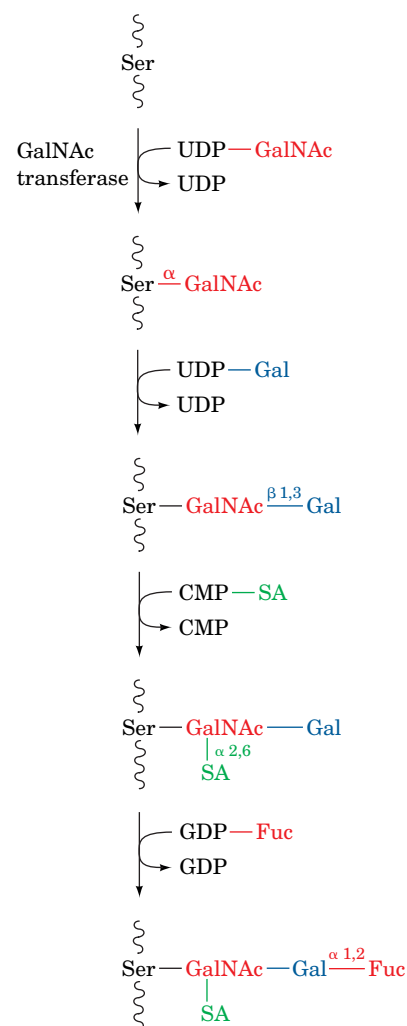 Ser
GalNAc
transferase
UDP—GalNAc
UDP
α
Ser—GalNAc
UDP—Gal
UDP
β 1,3
Ser—GalNAc—Gal
CMP—SA
CMP
Ser—GalNAc—Gal
α 2,6
SA
GDP—Fuc
GDP
α 1,2
Ser—GalNAc—Gal—Fuc
SA